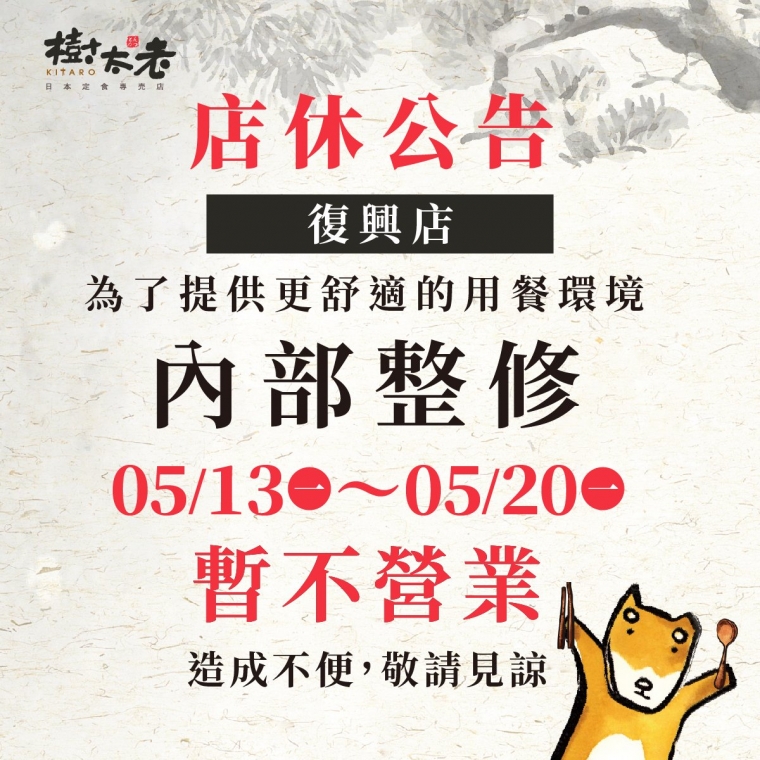 樹太老
KITARO
日本定食専売店
店休公告
復興店
為了提供更舒適的用餐環境
內部整修
05/13㊀～05/20㊀
暫不營業
造成不便，敬請見諒